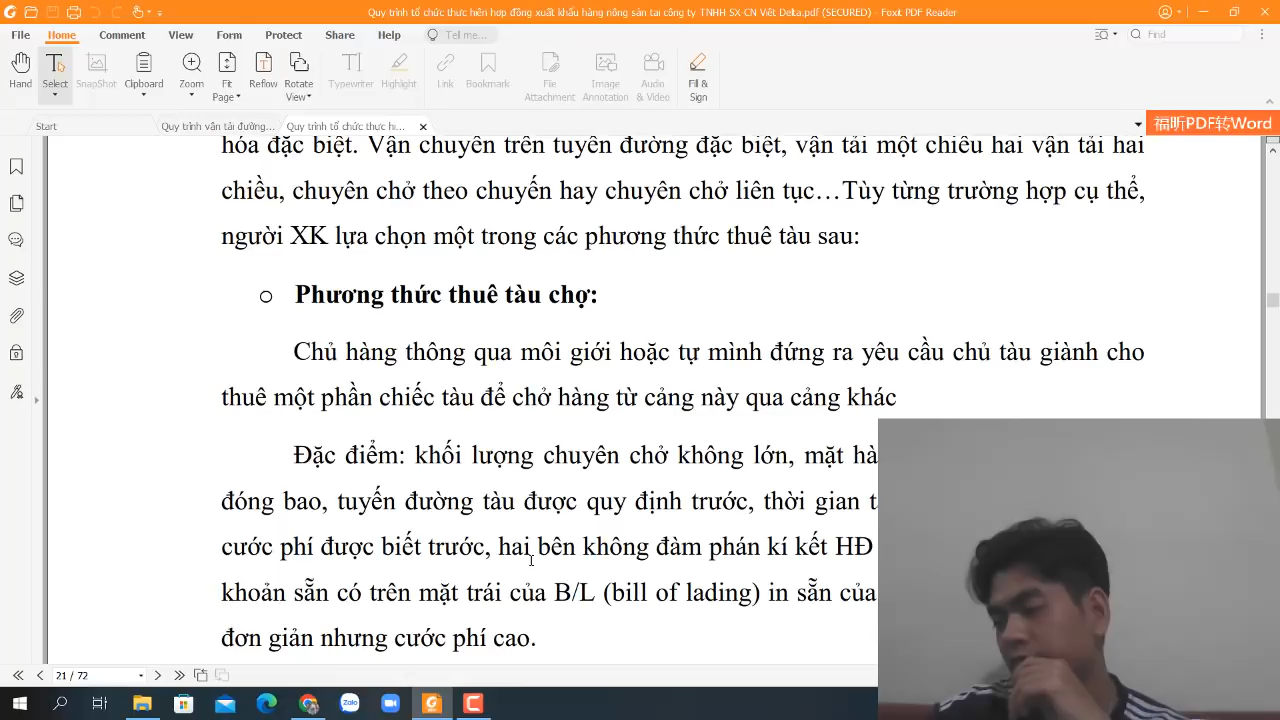 Quy trình tổ chức thực hiện hợp đồng xuất khẩu hàng nông sản tại công ty TNHH SX-CN Việt Delta.pdf (SECURED) - Foxit PDF Reader
File Home Comment View Form Protect Share Help Tell me... Find
Hand Select SnapShot Clipboard Zoom Fit Page Reflow Rotate View Typewriter Highlight Link Bookmark File Attachment Image Annotation Audio & Video Fill & Sign
Start Quy trình vận tải đường... Quy trình tổ chức thực hi... 福昕PDF转Word
hóa đặc biệt. Vận chuyển trên tuyến đường đặc biệt, vận tải một chiều hai vận tải hai
chiều, chuyên chở theo chuyến hay chuyên chở liên tục…Tùy từng trường hợp cụ thể,
người XK lựa chọn một trong các phương thức thuê tàu sau:
Phương thức thuê tàu chợ:
Chủ hàng thông qua môi giới hoặc tự mình đứng ra yêu cầu chủ tàu giành cho
thuê một phần chiếc tàu để chở hàng từ cảng này qua cảng khác
Đặc điểm: khối lượng chuyên chở không lớn, mặt hà
đóng bao, tuyến đường tàu được quy định trước, thời gian t
cước phí được biết trước, hai bên không đàm phán kí kết HĐ
khoản sẵn có trên mặt trái của B/L (bill of lading) in sẵn của
đơn giản nhưng cước phí cao.
21 / 72
Zalo